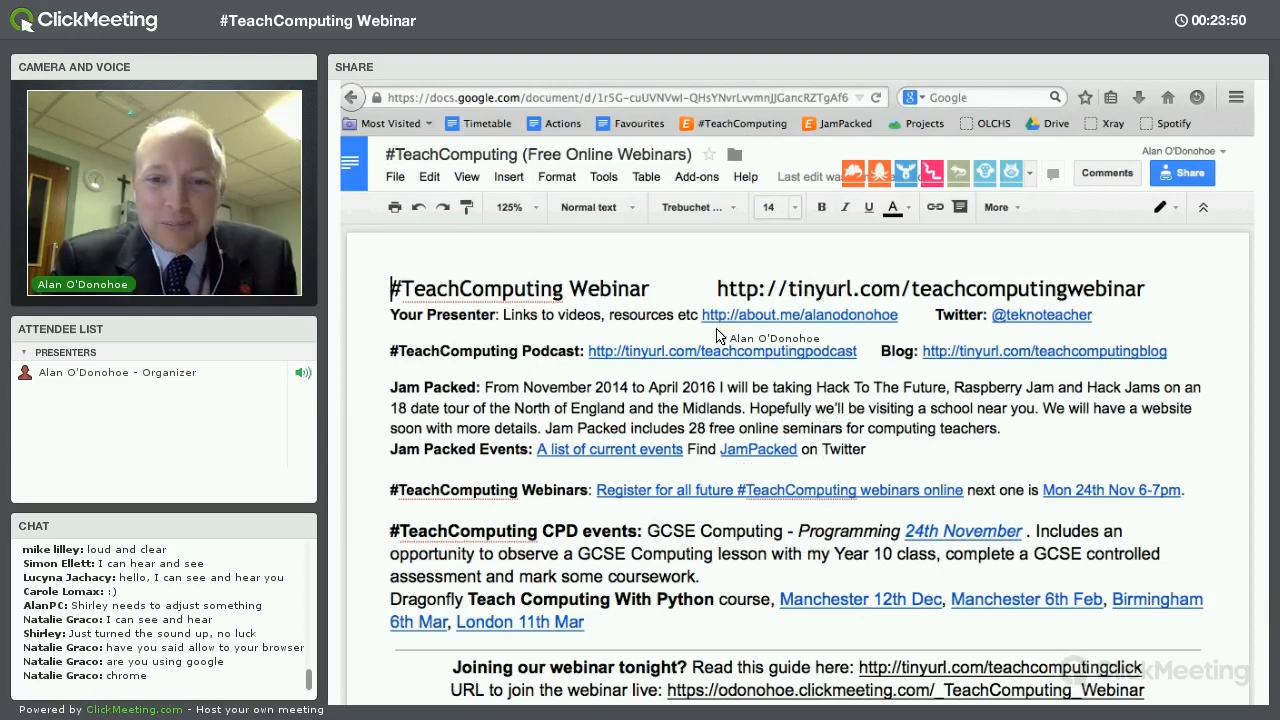 ClickMeeting
#TeachComputing Webinar
00:23:50
CAMERA AND VOICE
Alan O'Donohoe
ATTENDEE LIST
PRESENTERS
Alan O'Donohoe - Organizer
CHAT
mike lilley: loud and clear
Simon Ellett: I can hear and see
Lucyna Jachacy: hello, I can see and hear you
Carole Lomax: :)
AlanPC: Shirley needs to adjust something
Natalie Graco: I can see and hear
Shirley: Just turned the sound up, no luck
Natalie Graco: have you said allow to your browser
Natalie Graco: are you using google
Natalie Graco: chrome
Powered by ClickMeeting.com - Host your own meeting
SHARE
Google
Most Visited Timetable Actions Favourites #TeachComputing JamPacked Projects OLCHS Drive Xray Spotify
#TeachComputing (Free Online Webinars)
Alan O'Donohoe
File Edit View Insert Format Tools Table Add-ons Help Last edit
Comments Share
125% Normal text Trebuchet ... 14 B I U A More
#TeachComputing Webinar http://tinyurl.com/teachcomputingwebinar
Your Presenter: Links to videos, resources etc http://about.me/alanodonohoe Twitter: @teknoteacher
Alan O'Donohoe
#TeachComputing Podcast: http://tinyurl.com/teachcomputingpodcast Blog: http://tinyurl.com/teachcomputingblog
Jam Packed: From November 2014 to April 2016 I will be taking Hack To The Future, Raspberry Jam and Hack Jams on an
18 date tour of the North of England and the Midlands. Hopefully we'll be visiting a school near you. We will have a website
soon with more details. Jam Packed includes 28 free online seminars for computing teachers.
Jam Packed Events: A list of current events Find JamPacked on Twitter
#TeachComputing Webinars: Register for all future #TeachComputing webinars online next one is Mon 24th Nov 6-7pm.
#TeachComputing CPD events: GCSE Computing - Programming 24th November . Includes an
opportunity to observe a GCSE Computing lesson with my Year 10 class, complete a GCSE controlled
assessment and mark some coursework.
Dragonfly Teach Computing With Python course, Manchester 12th Dec, Manchester 6th Feb, Birmingham
6th Mar, London 11th Mar
Joining our webinar tonight? Read this guide here: http://tinyurl.com/teachcomputingclick
URL to join the webinar live: https://odonohoe.clickmeeting.com/_TeachComputing_Webinar
ClickMeeting